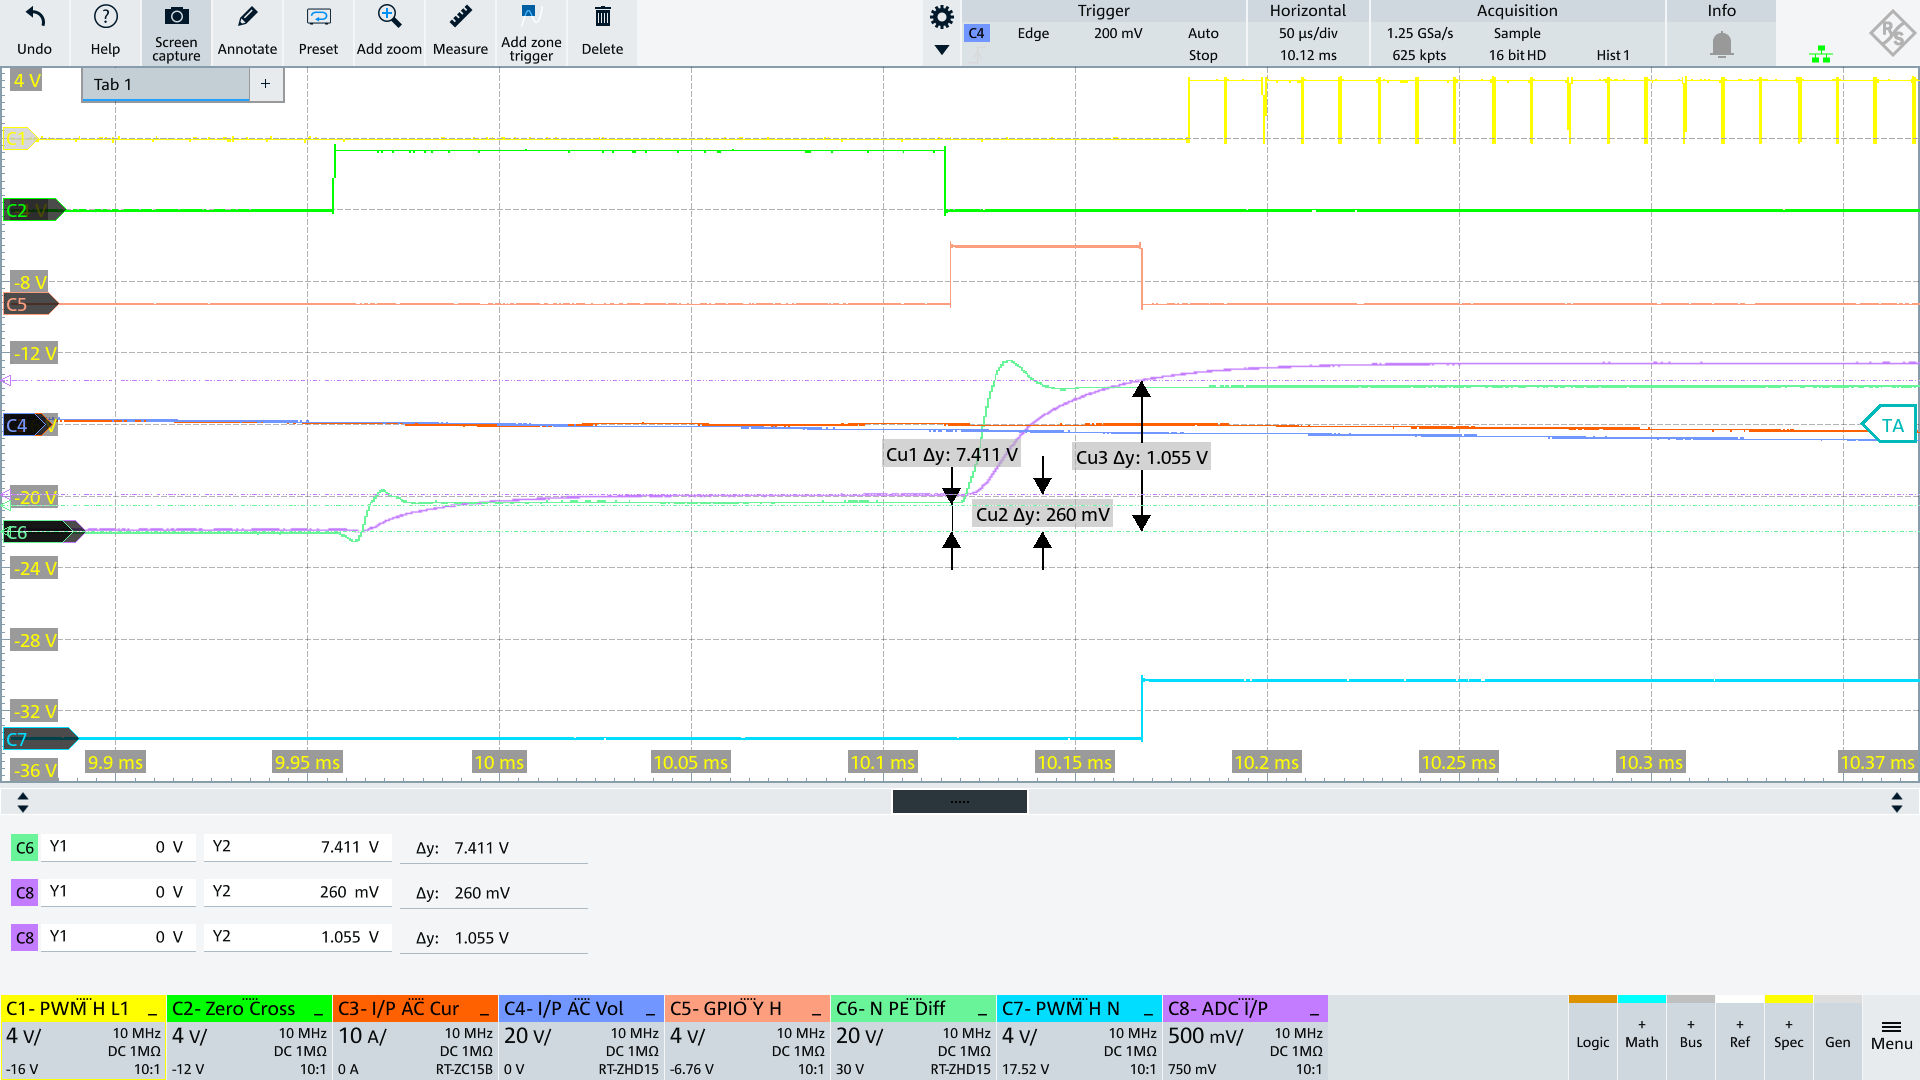 Undo
Help
Screen capture
Annotate
Preset
Add zoom
Measure
Add zone trigger
Delete
Trigger
C4 Edge 200 mV Auto
Stop
Horizontal
50 µs/div
10.12 ms
Acquisition
1.25 GSa/s Sample
625 kpts 16 bit HD Hist1
Info
R&S
Tab 1 +
4 V
C1
C2
-8 V
C5
-12 V
C4
TA
Cu1 Δy: 7.411 V
Cu3 Δy: 1.055 V
-20 V
Cu2 Δy: 260 mV
C6
-24 V
-28 V
-32 V
C7
-36 V
9.9 ms 9.95 ms 10 ms 10.05 ms 10.1 ms 10.15 ms 10.2 ms 10.25 ms 10.3 ms 10.37 ms
C6 Y1 0 V Y2 7.411 V Δy: 7.411 V
C8 Y1 0 V Y2 260 mV Δy: 260 mV
C8 Y1 0 V Y2 1.055 V Δy: 1.055 V
C1- PWM H L1
4 V/ 10 MHz
DC 1MΩ
-16 V 10:1
C2- Zero Cross
4 V/ 10 MHz
DC 1MΩ
-12 V 10:1
C3- I/P AC Cur
10 A/ 10 MHz
DC 1MΩ
0 A RT-ZC15B
C4- I/P AC Vol
20 V/ 10 MHz
DC 1MΩ
0 V RT-ZHD15
C5- GPIO Y H
4 V/ 10 MHz
DC 1MΩ
-6.76 V 10:1
C6- N PE Diff
20 V/ 10 MHz
DC 1MΩ
30 V RT-ZHD15
C7- PWM H N
4 V/ 10 MHz
DC 1MΩ
17.52 V 10:1
C8- ADC I/P
500 mV/ 10 MHz
DC 1MΩ
750 mV 10:1
Logic
+ Math
+ Bus
+ Ref
+ Spec
Gen
Menu